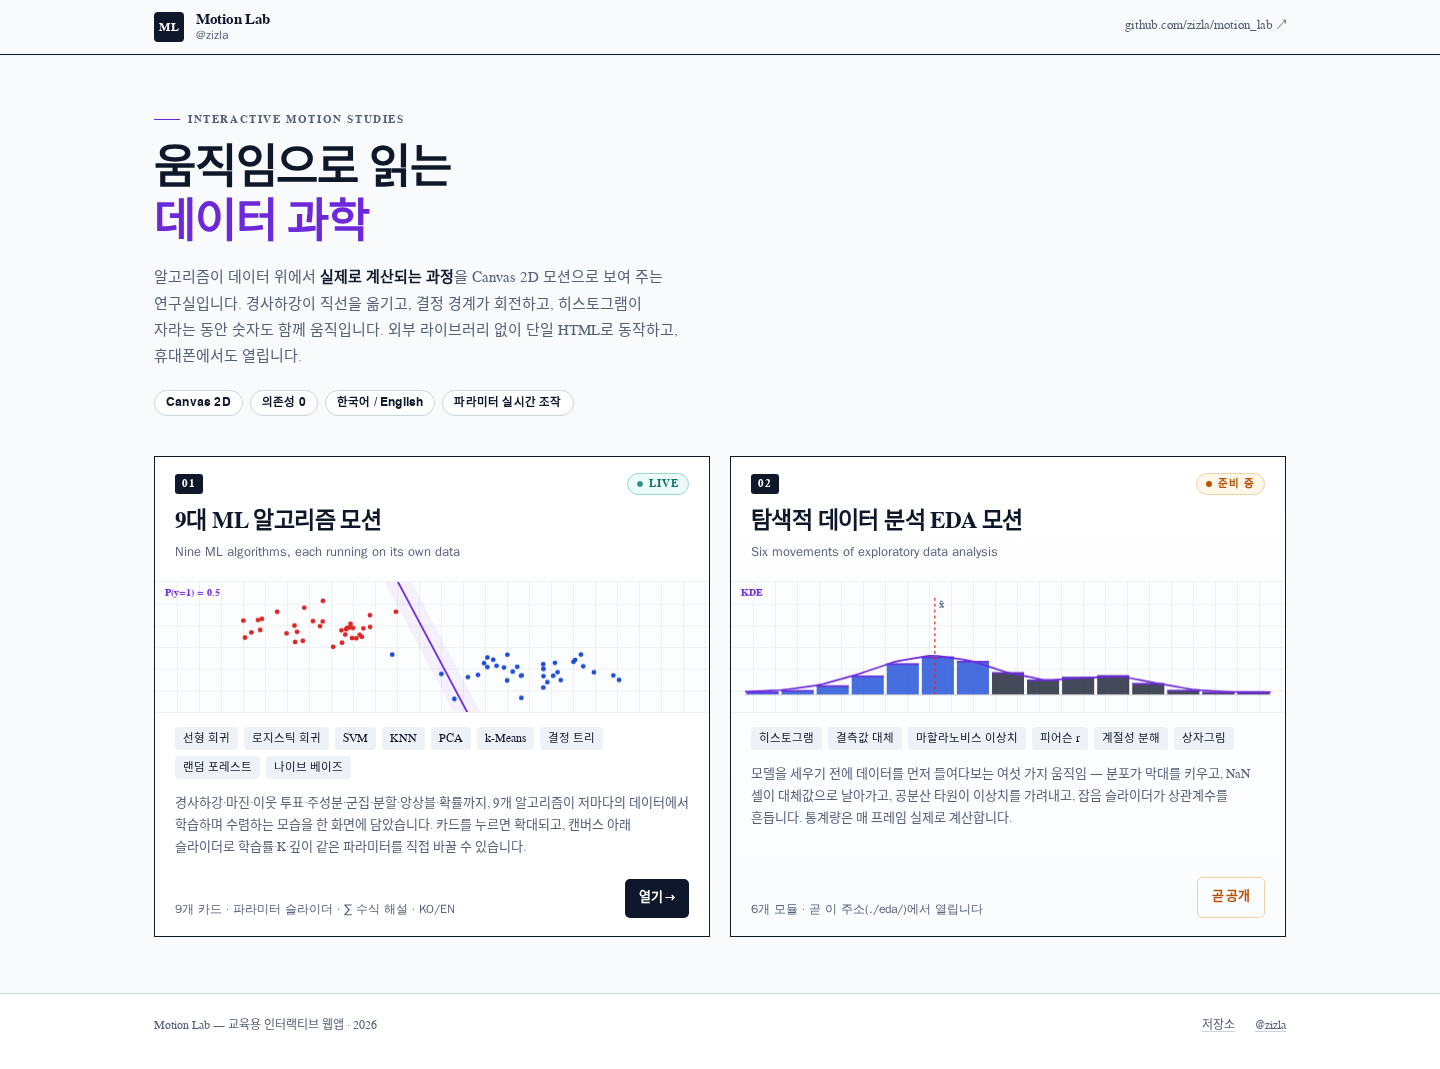 ML
Motion Lab
@zizla
github.com/zizla/motion_lab ↗
INTERACTIVE MOTION STUDIES
움직임으로 읽는
데이터 과학
알고리즘이 데이터 위에서 실제로 계산되는 과정을 Canvas 2D 모션으로 보여 주는
연구실입니다. 경사하강이 직선을 옮기고, 결정 경계가 회전하고, 히스토그램이
자라는 동안 숫자도 함께 움직입니다. 외부 라이브러리 없이 단일 HTML로 동작하고,
휴대폰에서도 열립니다.
Canvas 2D
의존성 0
한국어 / English
파라미터 실시간 조작
01
LIVE
9대 ML 알고리즘 모션
Nine ML algorithms, each running on its own data
P(y=1) = 0.5
선형 회귀
로지스틱 회귀
SVM
KNN
PCA
k-Means
결정 트리
랜덤 포레스트
나이브 베이즈
경사하강·마진·이웃 투표·주성분·군집·분할·앙상블·확률까지, 9개 알고리즘이 저마다의 데이터에서
학습하며 수렴하는 모습을 한 화면에 담았습니다. 카드를 누르면 확대되고, 캔버스 아래
슬라이더로 학습률·K·깊이 같은 파라미터를 직접 바꿀 수 있습니다.
9개 카드 · 파라미터 슬라이더 · ∑ 수식 해설 · KO/EN
열기 →
02
준비 중
탐색적 데이터 분석 EDA 모션
Six movements of exploratory data analysis
KDE
x̄
히스토그램
결측값 대체
마할라노비스 이상치
피어슨 r
계절성 분해
상자그림
모델을 세우기 전에 데이터를 먼저 들여다보는 여섯 가지 움직임 — 분포가 막대를 키우고, NaN
셀이 대체값으로 날아가고, 공분산 타원이 이상치를 가려내고, 잡음 슬라이더가 상관계수를
흔듭니다. 통계량은 매 프레임 실제로 계산합니다.
6개 모듈 · 곧 이 주소(./eda/)에서 열립니다
곧 공개
Motion Lab — 교육용 인터랙티브 웹앱 · 2026
저장소
@zizla